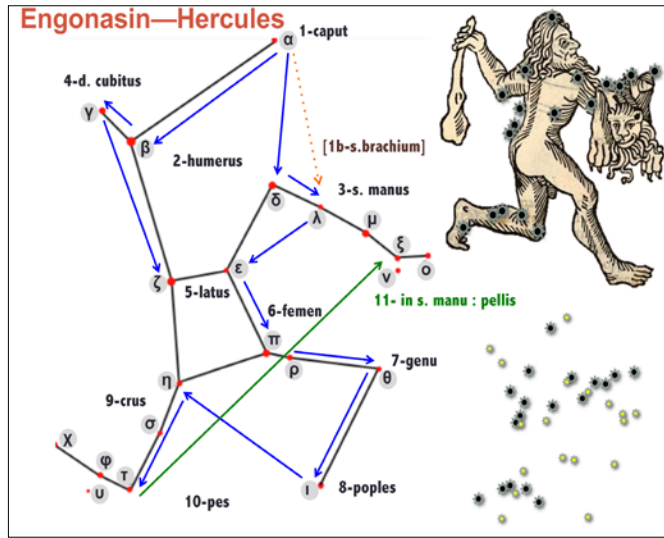 Engonasin—Hercules
α 1-caput
4-d. cubitus
γ
β
[1b-s.brachium]
2-humerus
3-s. manus
δ
λ
μ
ξ
ο
ν
ε
ζ
5-latus
11- in s. manu : pellis
6-femen
π
ρ
7-genu
θ
η
9-crus
σ
χ
φ
τ
υ
ι
8-poples
10-pes